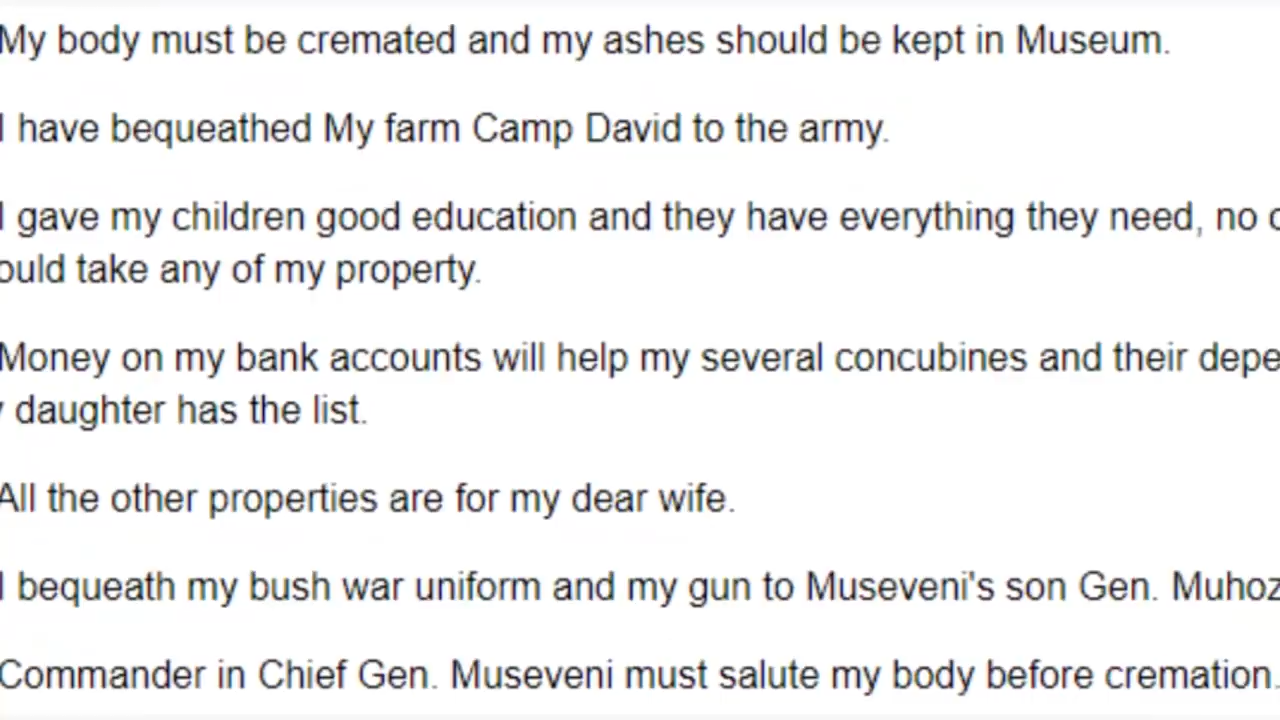 My body must be cremated and my ashes should be kept in Museum.
I have bequeathed My farm Camp David to the army.
I gave my children good education and they have everything they need, no
ould take any of my property.
Money on my bank accounts will help my several concubines and their depe
daughter has the list.
All the other properties are for my dear wife.
I bequeath my bush war uniform and my gun to Museveni's son Gen. Muhoz
Commander in Chief Gen. Museveni must salute my body before cremation.